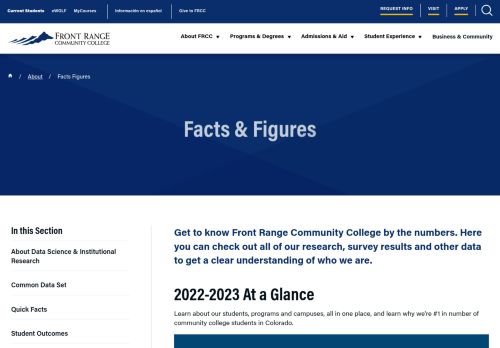 Current Students eWOLF MyCourses Información en español Give to FRCC REQUEST INFO VISIT APPLY
FRONT RANGE
COMMUNITY COLLEGE
About FRCC Programs & Degrees Admissions & Aid Student Experience Business & Community
/ About / Facts Figures
Facts & Figures
In this Section
About Data Science & Institutional
Research
Common Data Set
Quick Facts
Student Outcomes
Get to know Front Range Community College by the numbers. Here
you can check out all of our research, survey results and other data
to get a clear understanding of who we are.
2022-2023 At a Glance
Learn about our students, programs and campuses, all in one place, and learn why we're #1 in number of
community college students in Colorado.